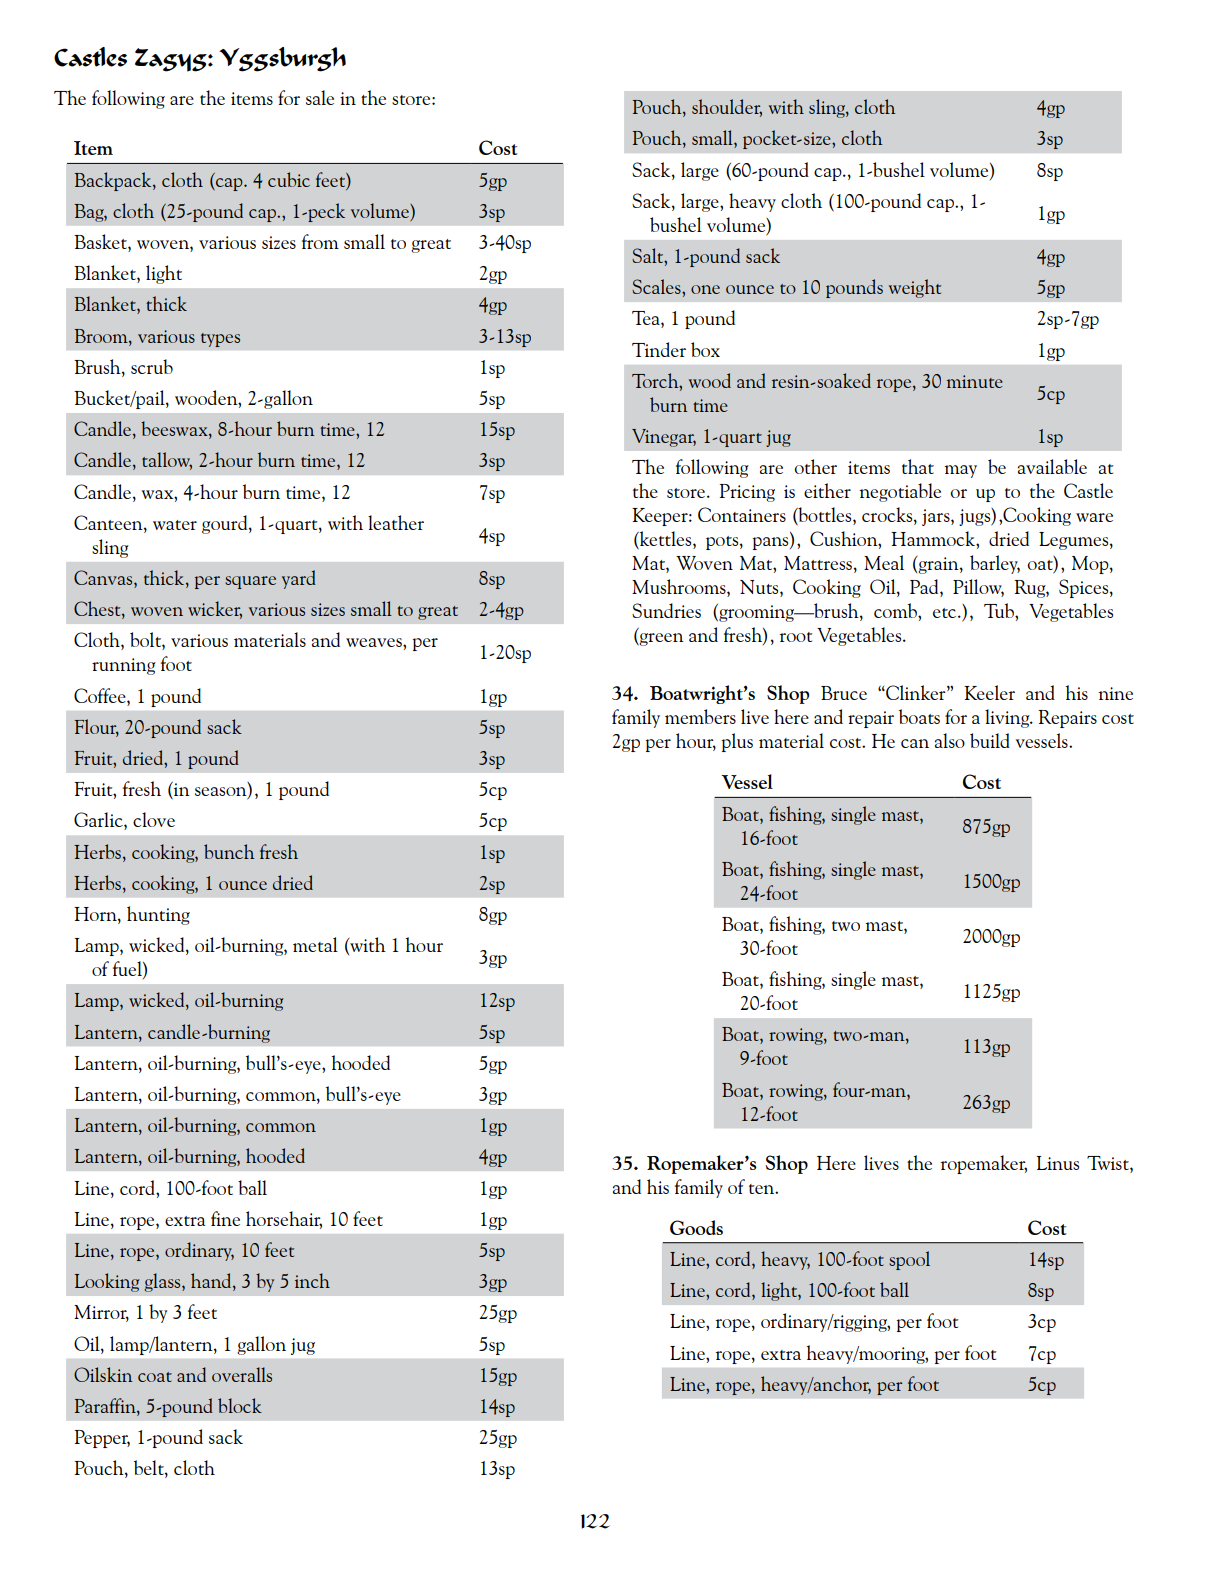 Castles Zagyg: Yggsburgh
The following are the items for sale in the store:
Item Cost
Backpack, cloth (cap. 4 cubic feet) 5gp
Bag, cloth (25-pound cap., 1-peck volume) 3sp
Basket, woven, various sizes from small to great 3-40sp
Blanket, light 2gp
Blanket, thick 4gp
Broom, various types 3-13sp
Brush, scrub 1sp
Bucket/pail, wooden, 2-gallon 5sp
Candle, beeswax, 8-hour burn time, 12 15sp
Candle, tallow, 2-hour burn time, 12 3sp
Candle, wax, 4-hour burn time, 12 7sp
Canteen, water gourd, 1-quart, with leather
sling 4sp
Canvas, thick, per square yard 8sp
Chest, woven wicker, various sizes small to great 2-4gp
Cloth, bolt, various materials and weaves, per
running foot 1-20sp
Coffee, 1 pound 1gp
Flour, 20-pound sack 5sp
Fruit, dried, 1 pound 3sp
Fruit, fresh (in season), 1 pound 5cp
Garlic, clove 5cp
Herbs, cooking, bunch fresh 1sp
Herbs, cooking, 1 ounce dried 2sp
Horn, hunting 8gp
Lamp, wicked, oil-burning, metal (with 1 hour
of fuel) 3gp
Lamp, wicked, oil-burning 12sp
Lantern, candle-burning 5sp
Lantern, oil-burning, bull's-eye, hooded 5gp
Lantern, oil-burning, common, bull's-eye 3gp
Lantern, oil-burning, common 1gp
Lantern, oil-burning, hooded 4gp
Line, cord, 100-foot ball 1gp
Line, rope, extra fine horsehair, 10 feet 1gp
Line, rope, ordinary, 10 feet 5sp
Looking glass, hand, 3 by 5 inch 3gp
Mirror, 1 by 3 feet 25gp
Oil, lamp/lantern, 1 gallon jug 5sp
Oilskin coat and overalls 15gp
Paraffin, 5-pound block 14sp
Pepper, 1-pound sack 25gp
Pouch, belt, cloth 13sp
Pouch, shoulder, with sling, cloth 4gp
Pouch, small, pocket-size, cloth 3sp
Sack, large (60-pound cap., 1-bushel volume) 8sp
Sack, large, heavy cloth (100-pound cap., 1-
bushel volume) 1gp
Salt, 1-pound sack 4gp
Scales, one ounce to 10 pounds weight 5gp
Tea, 1 pound 2sp-7gp
Tinder box 1gp
Torch, wood and resin-soaked rope, 30 minute
burn time 5cp
Vinegar, 1-quart jug 1sp
The following are other items that may be available at
the store. Pricing is either negotiable or up to the Castle
Keeper: Containers (bottles, crocks, jars, jugs),Cooking ware
(kettles, pots, pans), Cushion, Hammock, dried Legumes,
Mat, Woven Mat, Mattress, Meal (grain, barley, oat), Mop,
Mushrooms, Nuts, Cooking Oil, Pad, Pillow, Rug, Spices,
Sundries (grooming—brush, comb, etc.), Tub, Vegetables
(green and fresh), root Vegetables.
34. Boatwright's Shop Bruce “Clinker” Keeler and his nine
family members live here and repair boats for a living. Repairs cost
2gp per hour, plus material cost. He can also build vessels.
Vessel Cost
Boat, fishing, single mast,
16-foot 875gp
Boat, fishing, single mast,
24-foot 1500gp
Boat, fishing, two mast,
30-foot 2000gp
Boat, fishing, single mast,
20-foot 1125gp
Boat, rowing, two-man,
9-foot 113gp
Boat, rowing, four-man,
12-foot 263gp
35. Ropemaker's Shop Here lives the ropemaker, Linus Twist,
and his family of ten.
Goods Cost
Line, cord, heavy, 100-foot spool 14sp
Line, cord, light, 100-foot ball 8sp
Line, rope, ordinary/rigging, per foot 3cp
Line, rope, extra heavy/mooring, per foot 7cp
Line, rope, heavy/anchor, per foot 5cp
122